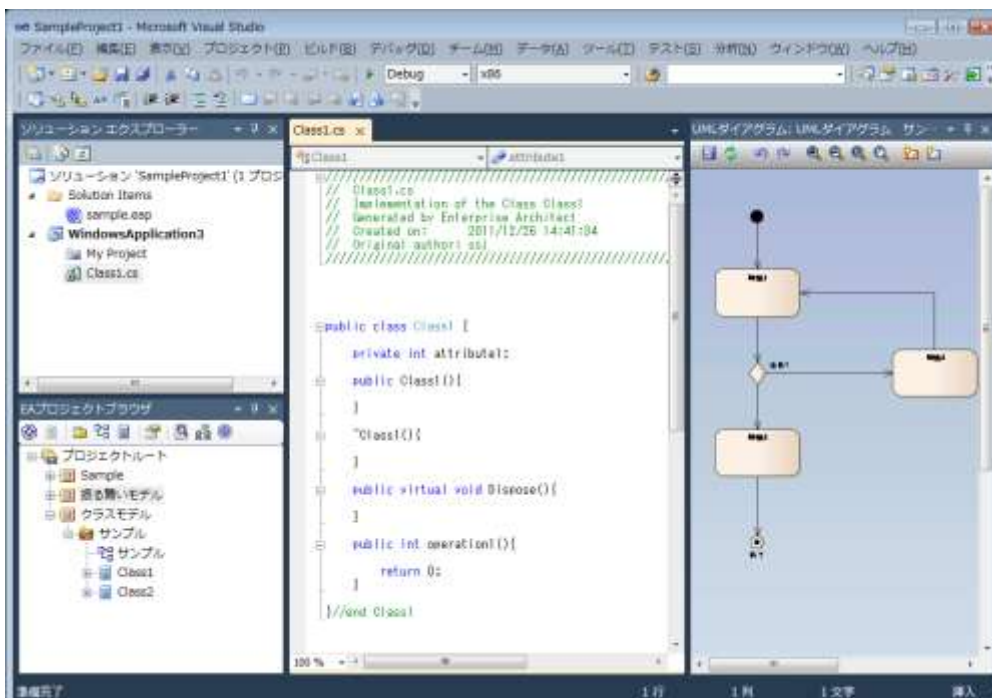 SampleProject1 - Microsoft Visual Studio
ファイル(F) 編集(E) 表示(V) プロジェクト(P) ビルド(B) デバッグ(D) チーム(M) データ(A) ツール(T) テスト(S) 分析(N) ウィンドウ(W) ヘルプ(H)
Debug x86
ソリューション エクスプローラー
ソリューション 'SampleProject1' (1 プロジ
Solution Items
sample.eap
WindowsApplication3
My Project
Class1.cs
EAプロジェクトブラウザ
プロジェクトルート
Sample
振る舞いモデル
クラスモデル
サンプル
サンプル
Class1
Class2
Class1.cs
Class1 attribute1
///////////////////////////////////////////////////////////
// Class1.cs
// Implementation of the Class Class1
// Generated by Enterprise Architect
// Created on: 2011/12/26 14:41:34
// Original author:
///////////////////////////////////////////////////////////
public class Class1 {
private int attribute1;
public Class1(){
}
~Class1(){
}
public virtual void Dispose(){
}
public int operation1(){
return 0;
}
}//end Class1
100 %
UMLダイアグラム: UMLダイアグラム サン
準備完了 1 行 1 列 1 文字 挿入